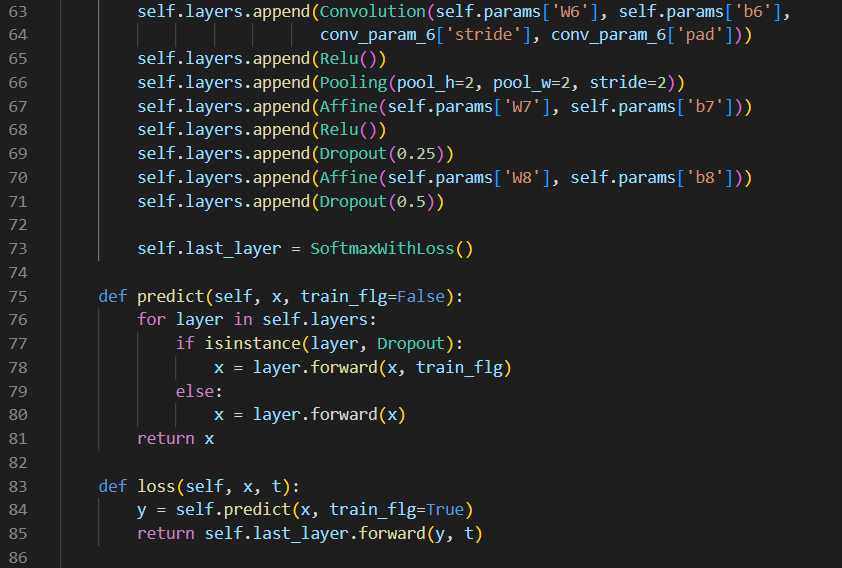 63 self.layers.append(Convolution(self.params['W6'], self.params['b6'],
64 conv_param_6['stride'], conv_param_6['pad']))
65 self.layers.append(Relu())
66 self.layers.append(Pooling(pool_h=2, pool_w=2, stride=2))
67 self.layers.append(Affine(self.params['W7'], self.params['b7']))
68 self.layers.append(Relu())
69 self.layers.append(Dropout(0.25))
70 self.layers.append(Affine(self.params['W8'], self.params['b8']))
71 self.layers.append(Dropout(0.5))
72
73 self.last_layer = SoftmaxWithLoss()
74
75 def predict(self, x, train_flg=False):
76 for layer in self.layers:
77 if isinstance(layer, Dropout):
78 x = layer.forward(x, train_flg)
79 else:
80 x = layer.forward(x)
81 return x
82
83 def loss(self, x, t):
84 y = self.predict(x, train_flg=True)
85 return self.last_layer.forward(y, t)
86